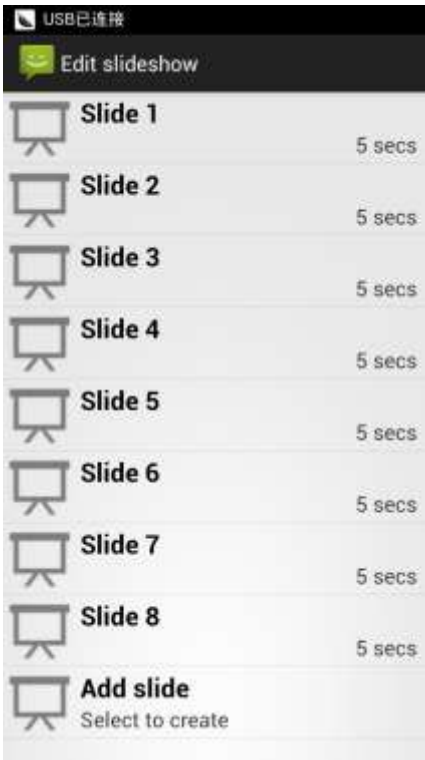 USB已连接
Edit slideshow
Slide 1
5 secs
Slide 2
5 secs
Slide 3
5 secs
Slide 4
5 secs
Slide 5
5 secs
Slide 6
5 secs
Slide 7
5 secs
Slide 8
5 secs
Add slide
Select to create